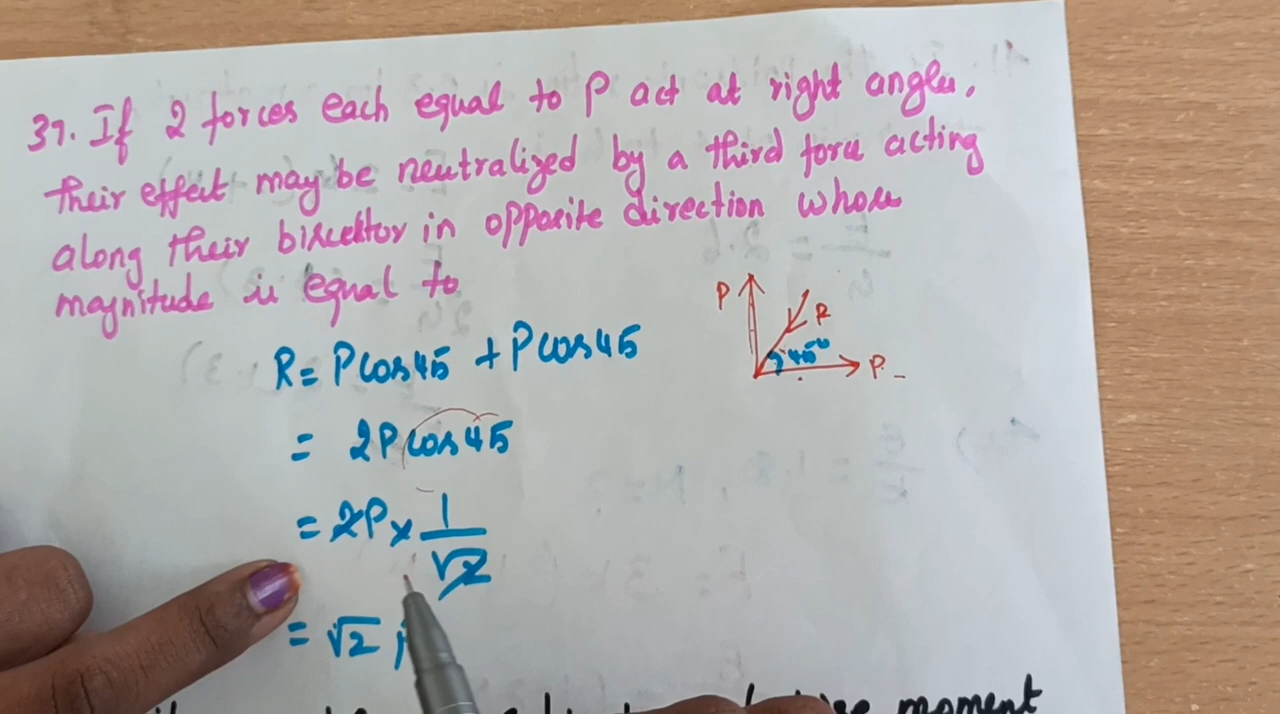 37. If 2 forces each equal to P act at right angles,
their effect may be neutralized by a third force acting
along their bisecktor in opposite direction whose
magnitude is equal to
P
R
45°
P
R = P cos 45 + P cos 45
= 2P cos 45
= 2P × 1/√2
= √2 P
moment